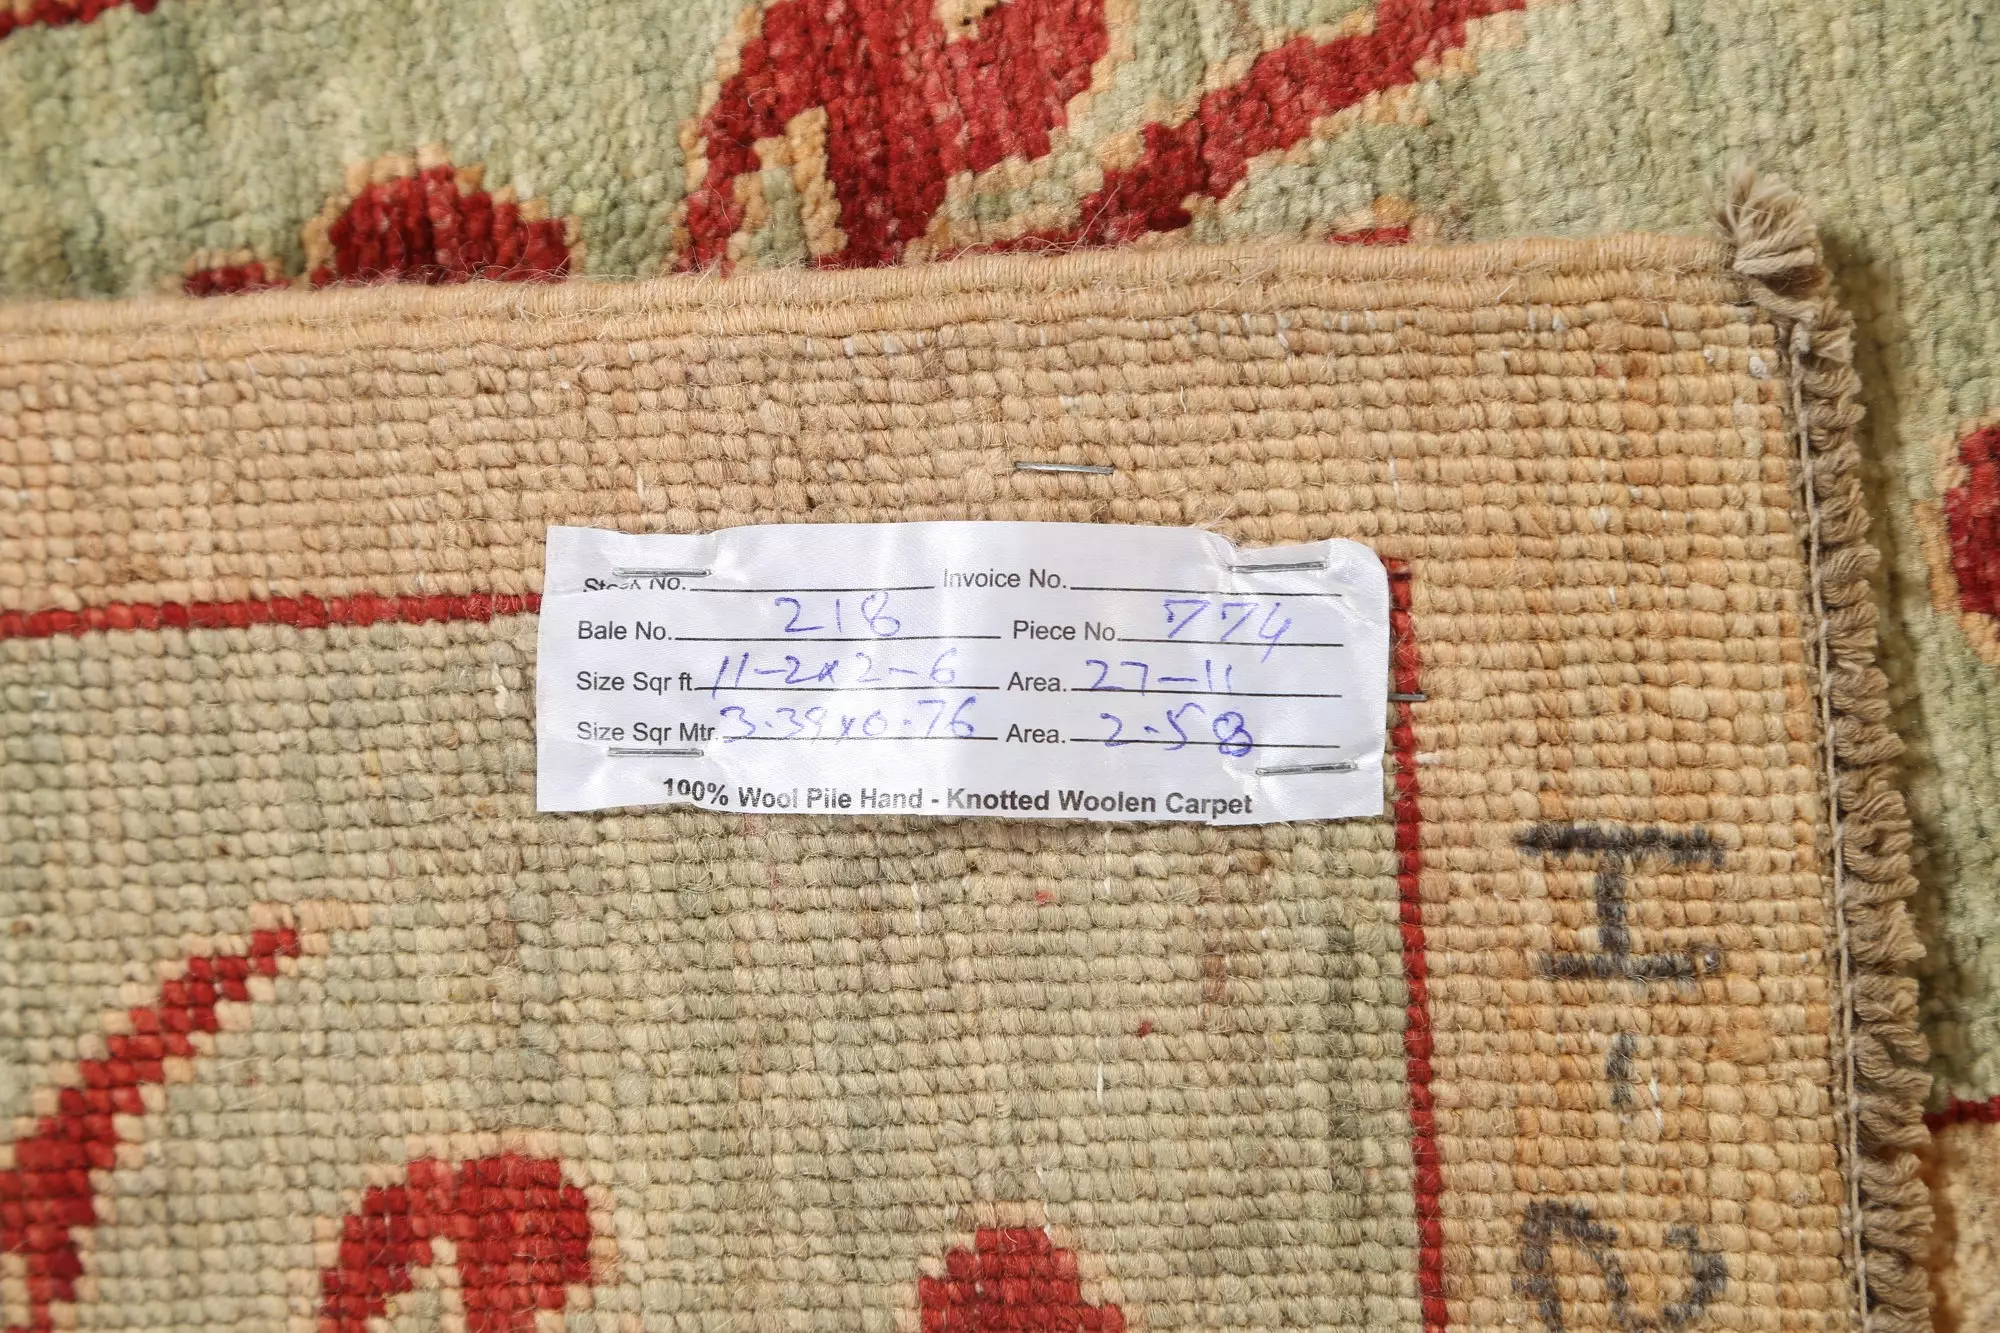 Stock No. Invoice No.
Bale No. 218 Piece No. 774
Size Sqr ft. 11-2x2-6 Area. 27-11
Size Sqr Mtr. 3.39x0.76 Area. 2.58
100% Wool Pile Hand - Knotted Woolen Carpet
H-2